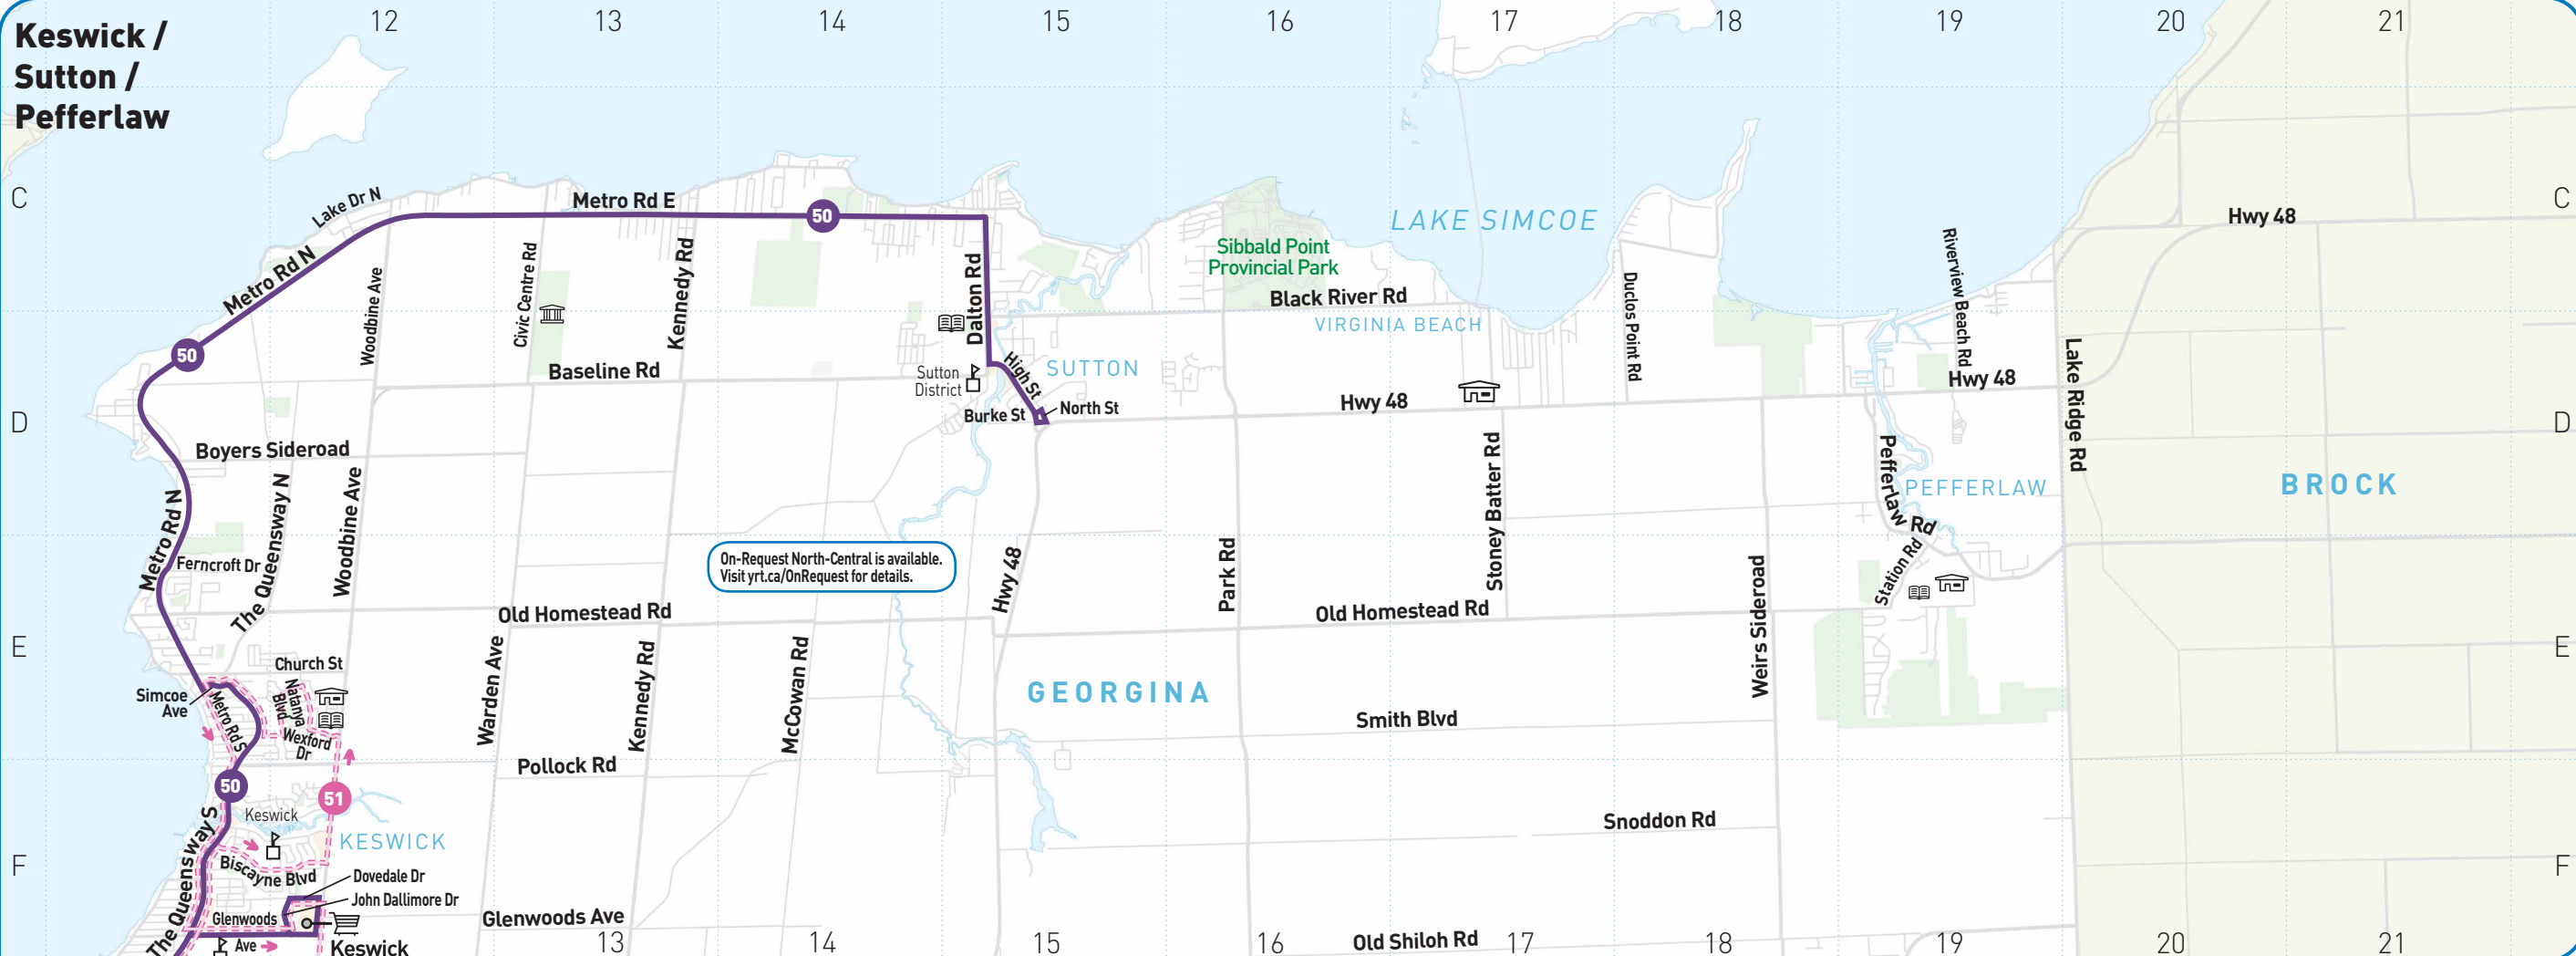 Keswick /
Sutton /
Pefferlaw
12
13
14
15
16
17
18
19
20
21
C
C
Lake Dr N
Metro Rd E
50
LAKE SIMCOE
Hwy 48
Metro Rd N
Woodbine Ave
Civic Centre Rd
Kennedy Rd
Dalton Rd
Sibbald Point
Provincial Park
Black River Rd
VIRGINIA BEACH
Duclos Point Rd
Riverview Beach Rd
50
Baseline Rd
Sutton
District
High St
SUTTON
Hwy 48
Lake Ridge Rd
D
Burke St
North St
Hwy 48
D
Boyers Sideroad
Metro Rd N
The Queensway N
Woodbine Ave
Stoney Batter Rd
Pefferlaw Rd
PEFFERLAW
BROCK
Ferncroft Dr
On-Request North-Central is available.
Visit yrt.ca/OnRequest for details.
Hwy 48
Park Rd
Weirs Sideroad
Station Rd
Old Homestead Rd
Old Homestead Rd
E
E
Church St
Warden Ave
Kennedy Rd
McCowan Rd
Simcoe
Ave
Metro Rd S
Natanya
Blvd
Wexford
Dr
GEORGINA
Smith Blvd
Pollock Rd
50
51
Keswick
KESWICK
Snoddon Rd
The Queensway S
F
Biscayne Blvd
F
Dovedale Dr
John Dallimore Dr
Glenwoods
Ave
Glenwoods Ave
Keswick
13
14
15
16
Old Shiloh Rd
17
18
19
20
21